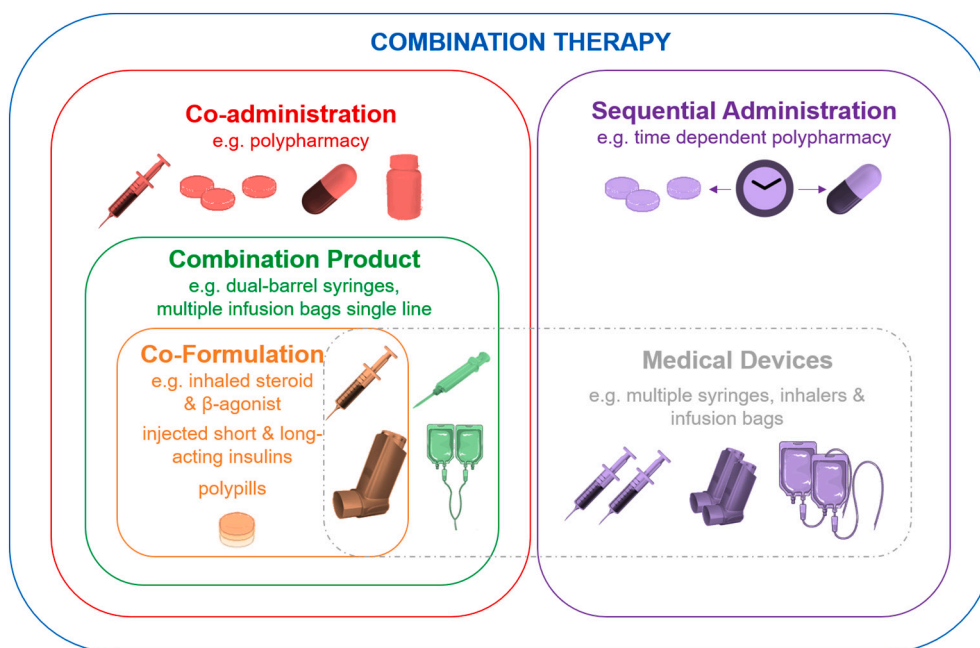 COMBINATION THERAPY
Co-administration
e.g. polypharmacy
Sequential Administration
e.g. time dependent polypharmacy
Combination Product
e.g. dual-barrel syringes,
multiple infusion bags single line
Co-Formulation
e.g. inhaled steroid
& β-agonist
injected short & long-
acting insulins
polypills
Medical Devices
e.g. multiple syringes, inhalers &
infusion bags